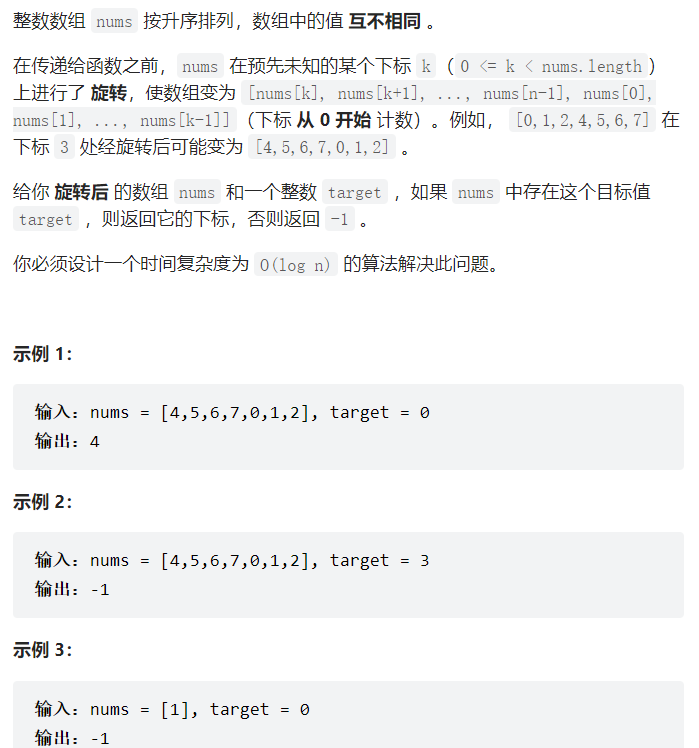 整数数组 nums 按升序排列，数组中的值 互不相同 。
在传递给函数之前，nums 在预先未知的某个下标 k（0 <= k < nums.length）
上进行了 旋转，使数组变为 [nums[k], nums[k+1], ..., nums[n-1], nums[0],
nums[1], ..., nums[k-1]]（下标 从 0 开始 计数）。例如， [0,1,2,4,5,6,7] 在
下标 3 处经旋转后可能变为 [4,5,6,7,0,1,2] 。
给你 旋转后 的数组 nums 和一个整数 target ，如果 nums 中存在这个目标值
target ，则返回它的下标，否则返回 -1 。
你必须设计一个时间复杂度为 O(log n) 的算法解决此问题。
示例 1：
输入：nums = [4,5,6,7,0,1,2], target = 0
输出：4
示例 2：
输入：nums = [4,5,6,7,0,1,2], target = 3
输出：-1
示例 3：
输入：nums = [1], target = 0
输出：-1